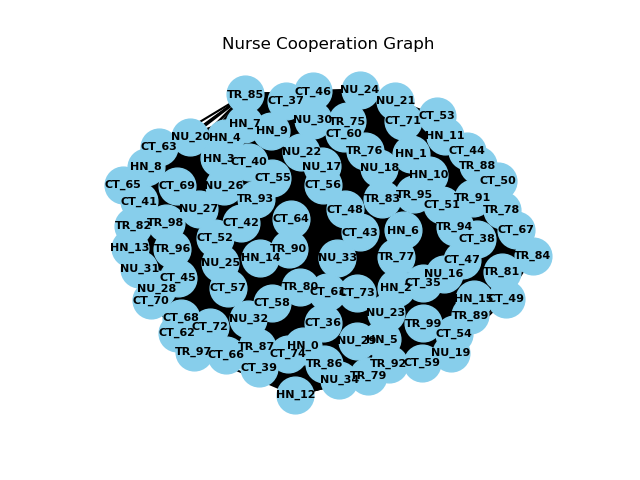 Nurse Cooperation Graph
TR_85
CT_37
CT_46
NU_24
NU_21
CT_53
NU_20
HN_4
HN_7
HN_9
NU_30
TR_75
CT_60
CT_71
HN_11
CT_63
HN_8
HN_3
CT_40
NU_22
NU_17
TR_76
NU_18
HN_1
HN_10
CT_44
TR_88
CT_65
CT_69
NU_26
CT_55
CT_56
CT_50
CT_41
NU_27
TR_93
CT_48
TR_83
TR_95
CT_51
TR_91
TR_78
TR_82
TR_98
CT_42
CT_64
CT_43
HN_6
TR_94
CT_38
CT_67
HN_13
TR_96
CT_52
TR_90
HN_14
NU_33
TR_77
CT_47
TR_84
NU_31
NU_25
NU_16
TR_81
NU_28
CT_45
CT_57
TR_80
CT_61
CT_73
HN_2
CT_35
CT_70
CT_58
HN_15
CT_49
CT_68
NU_32
CT_36
NU_23
TR_89
CT_62
CT_72
TR_99
CT_54
TR_97
CT_66
TR_87
CT_74
HN_0
NU_29
HN_5
NU_19
CT_39
TR_86
TR_92
CT_59
HN_12
NU_34
TR_79